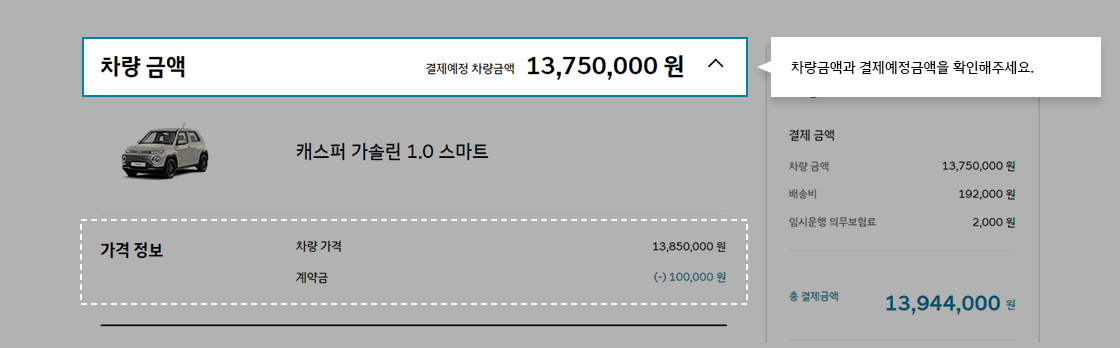 차량 금액
결제예정 차량금액 13,750,000 원
차량금액과 결제예정금액을 확인해주세요.
캐스퍼 가솔린 1.0 스마트
가격 정보
차량 가격 13,850,000 원
계약금 (-) 100,000 원
결제 금액
차량 금액 13,750,000 원
배송비 192,000 원
임시운행 의무보험료 2,000 원
총 결제금액 13,944,000 원